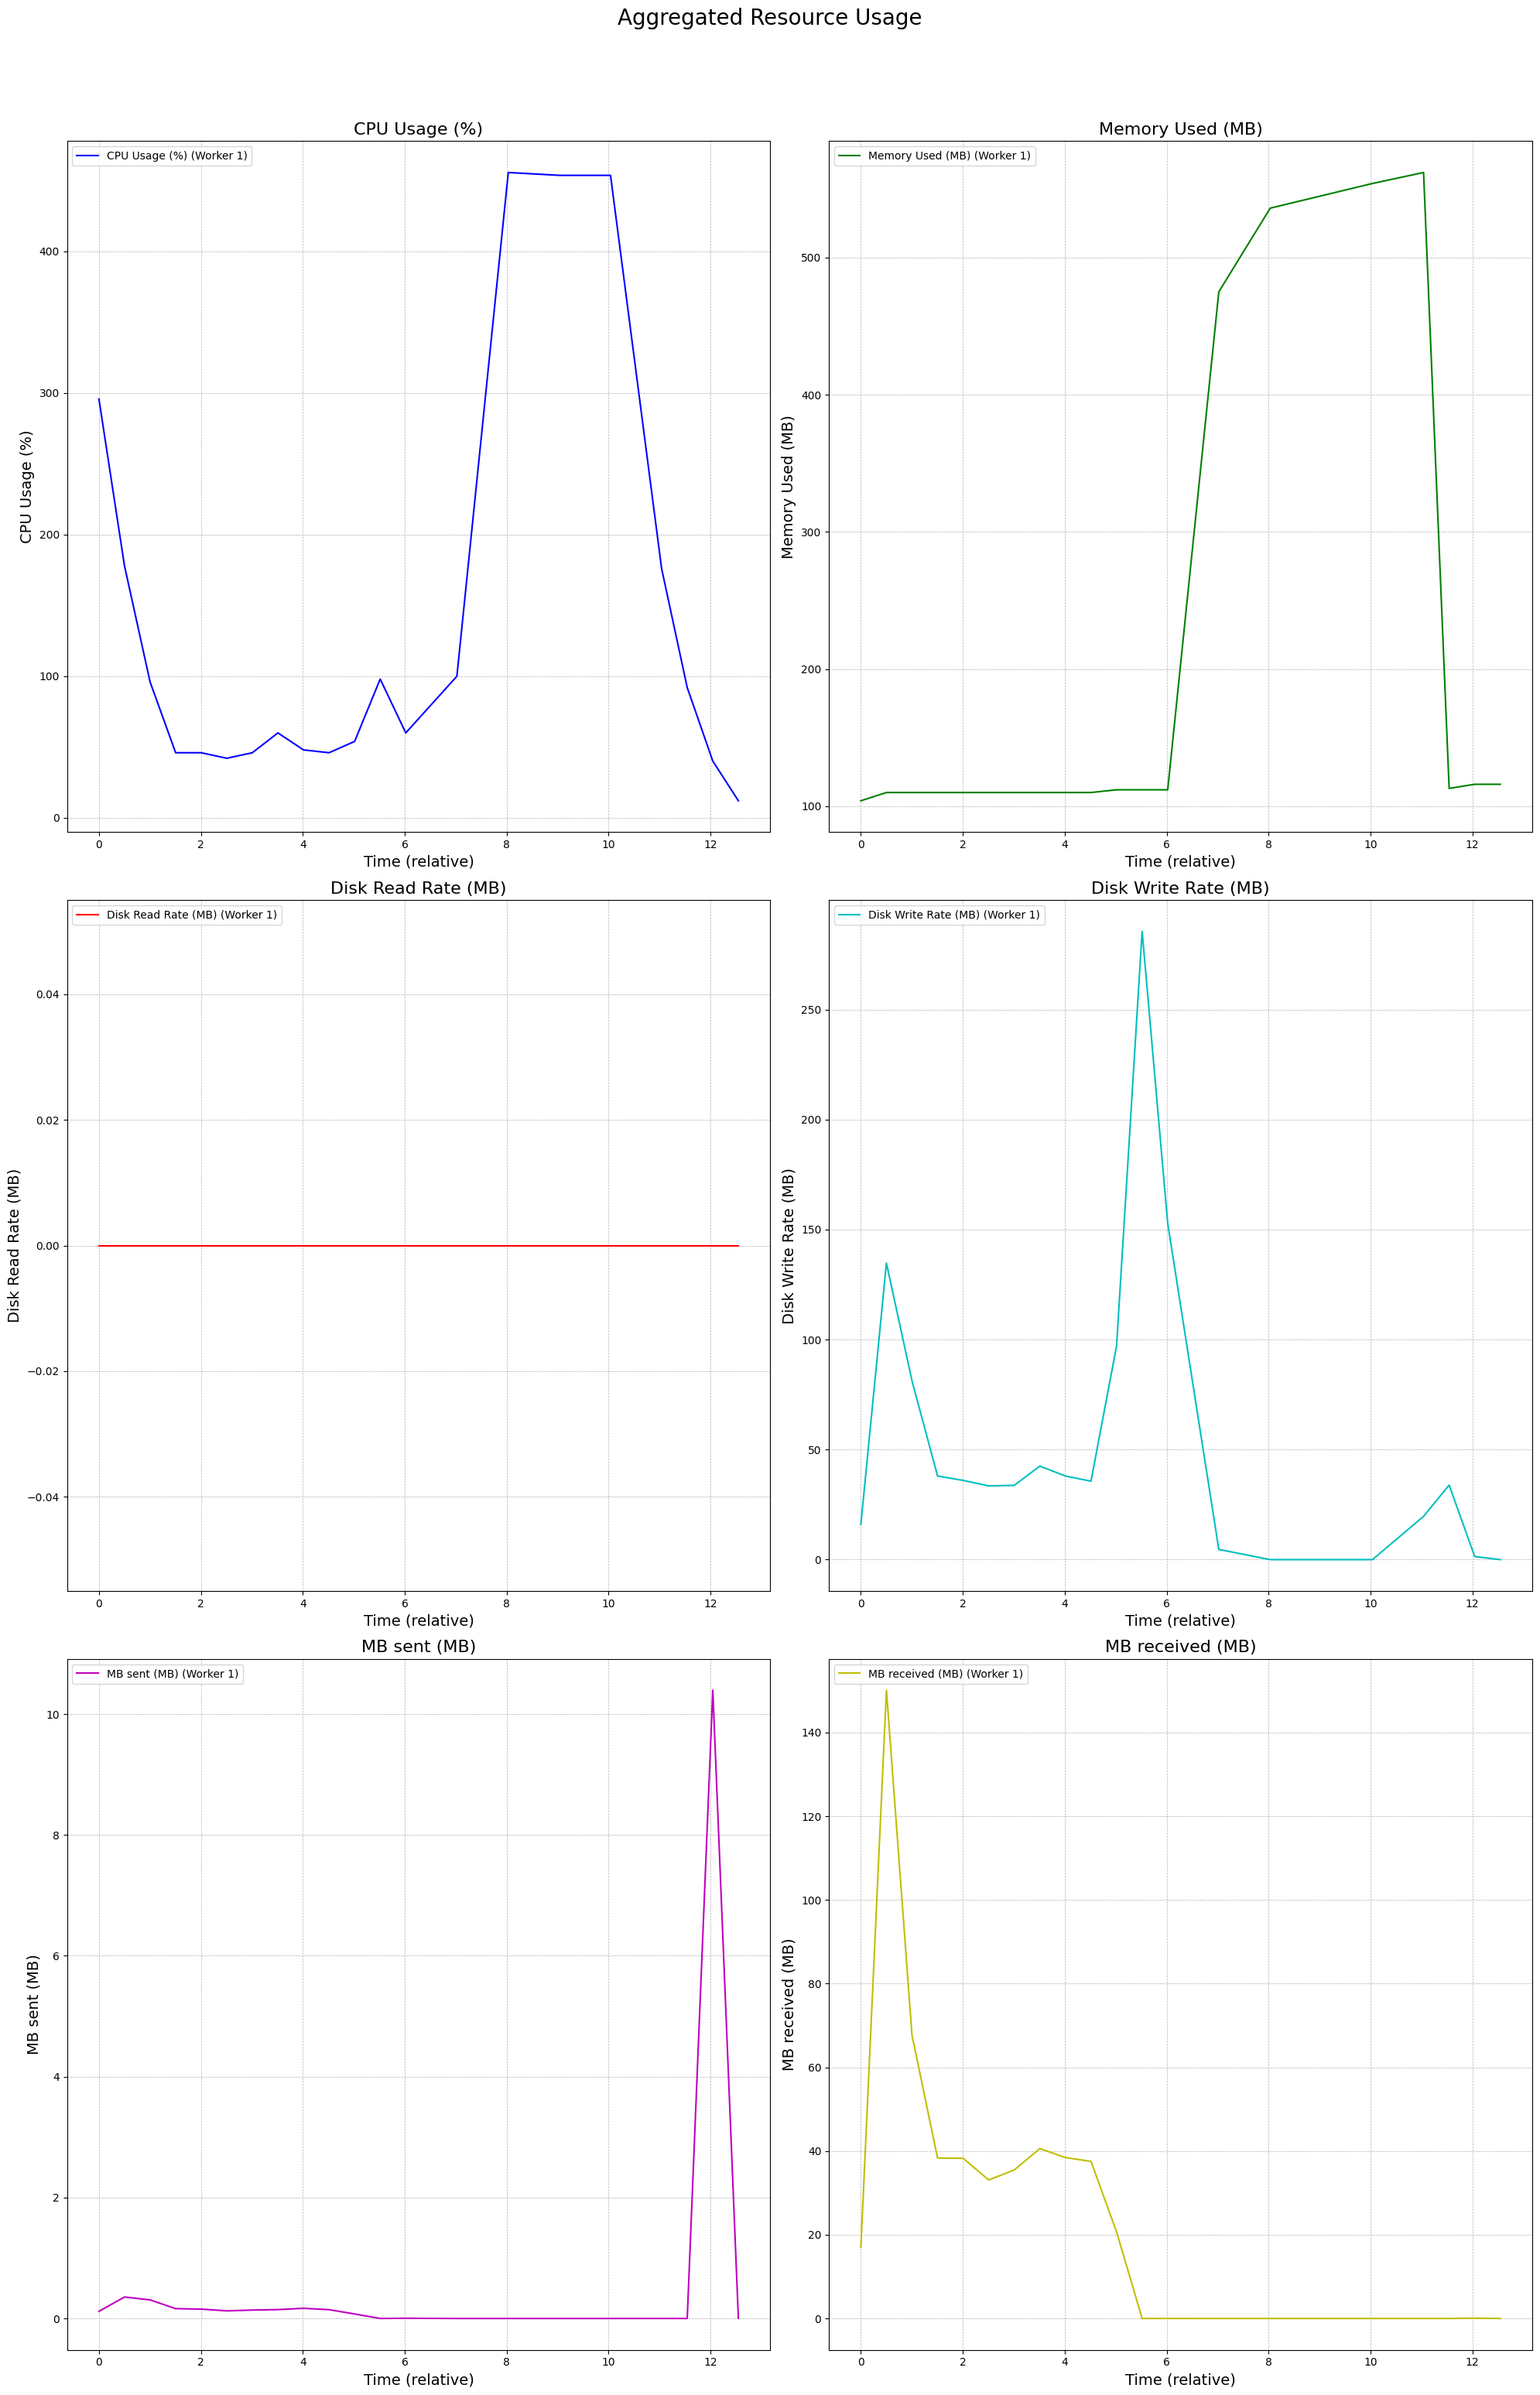 Aggregated Resource Usage
CPU Usage (%)
CPU Usage (%) (Worker 1)
CPU Usage (%)
400
300
200
100
0
0 2 4 6 8 10 12
Time (relative)
Memory Used (MB)
Memory Used (MB) (Worker 1)
Memory Used (MB)
500
400
300
200
100
0 2 4 6 8 10 12
Time (relative)
Disk Read Rate (MB)
Disk Read Rate (MB) (Worker 1)
Disk Read Rate (MB)
0.04
0.02
0.00
−0.02
−0.04
0 2 4 6 8 10 12
Time (relative)
Disk Write Rate (MB)
Disk Write Rate (MB) (Worker 1)
Disk Write Rate (MB)
250
200
150
100
50
0
0 2 4 6 8 10 12
Time (relative)
MB sent (MB)
MB sent (MB) (Worker 1)
MB sent (MB)
10
8
6
4
2
0
0 2 4 6 8 10 12
Time (relative)
MB received (MB)
MB received (MB) (Worker 1)
MB received (MB)
140
120
100
80
60
40
20
0
0 2 4 6 8 10 12
Time (relative)